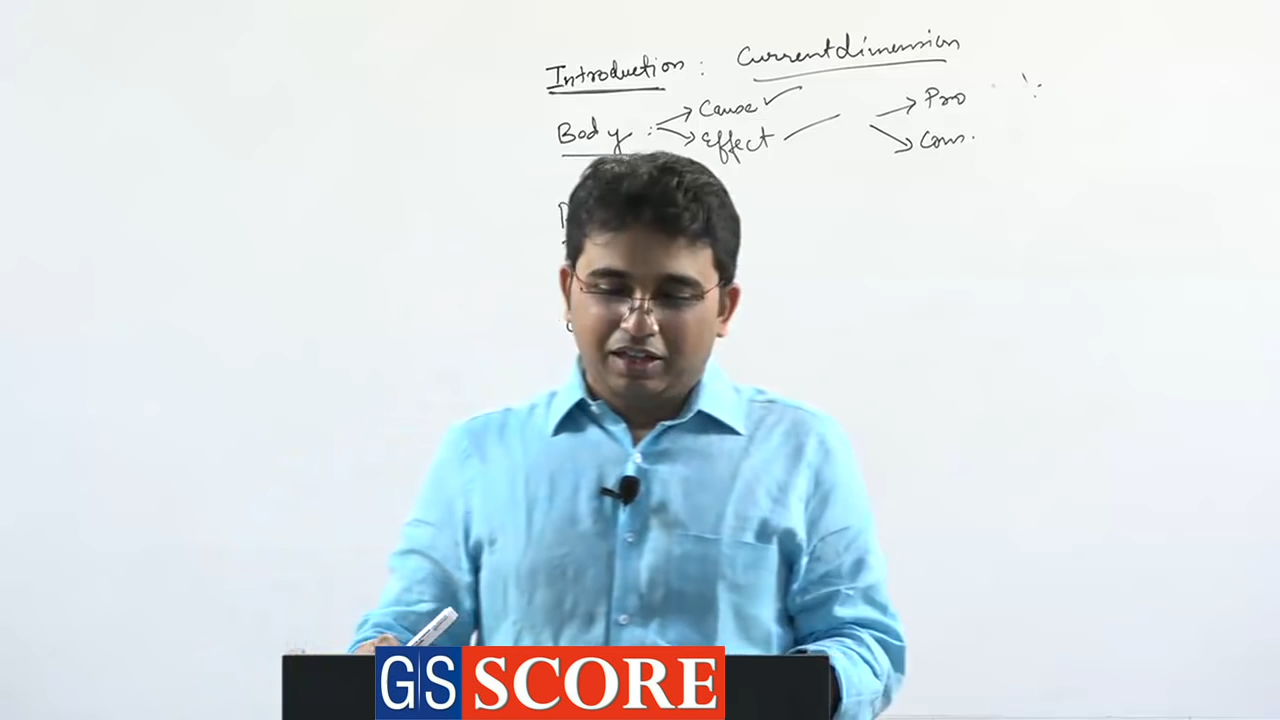 Introduction : Current dimension
Body : → Cause ✓ → Pro
→ Effect → Cons.
GS SCORE